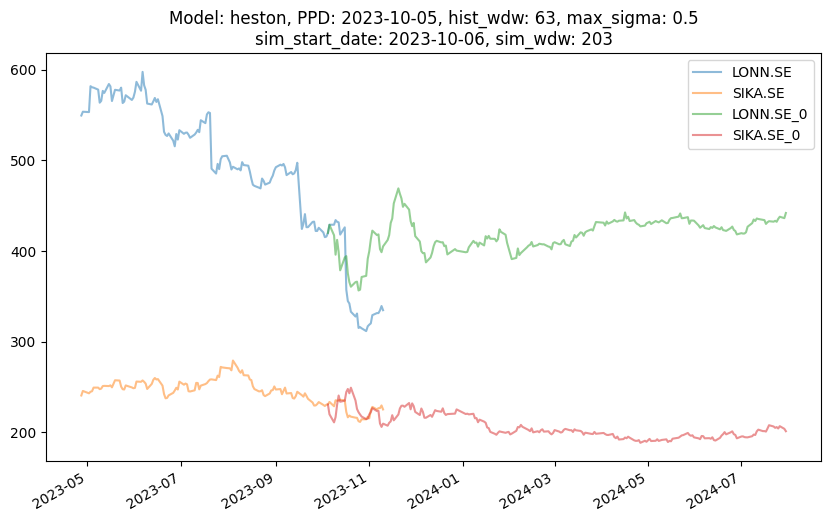 Model: heston, PPD: 2023-10-05, hist_wdw: 63, max_sigma: 0.5
sim_start_date: 2023-10-06, sim_wdw: 203
LONN.SE
SIKA.SE
LONN.SE_0
SIKA.SE_0
600
500
400
300
200
2023-05
2023-07
2023-09
2023-11
2024-01
2024-03
2024-05
2024-07